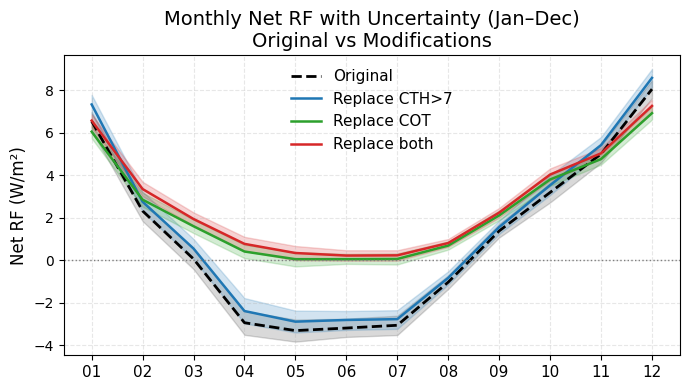 Monthly Net RF with Uncertainty (Jan–Dec)
Original vs Modifications
Original
Replace CTH>7
Replace COT
Replace both
Net RF (W/m²)
8
6
4
2
0
−2
−4
01 02 03 04 05 06 07 08 09 10 11 12